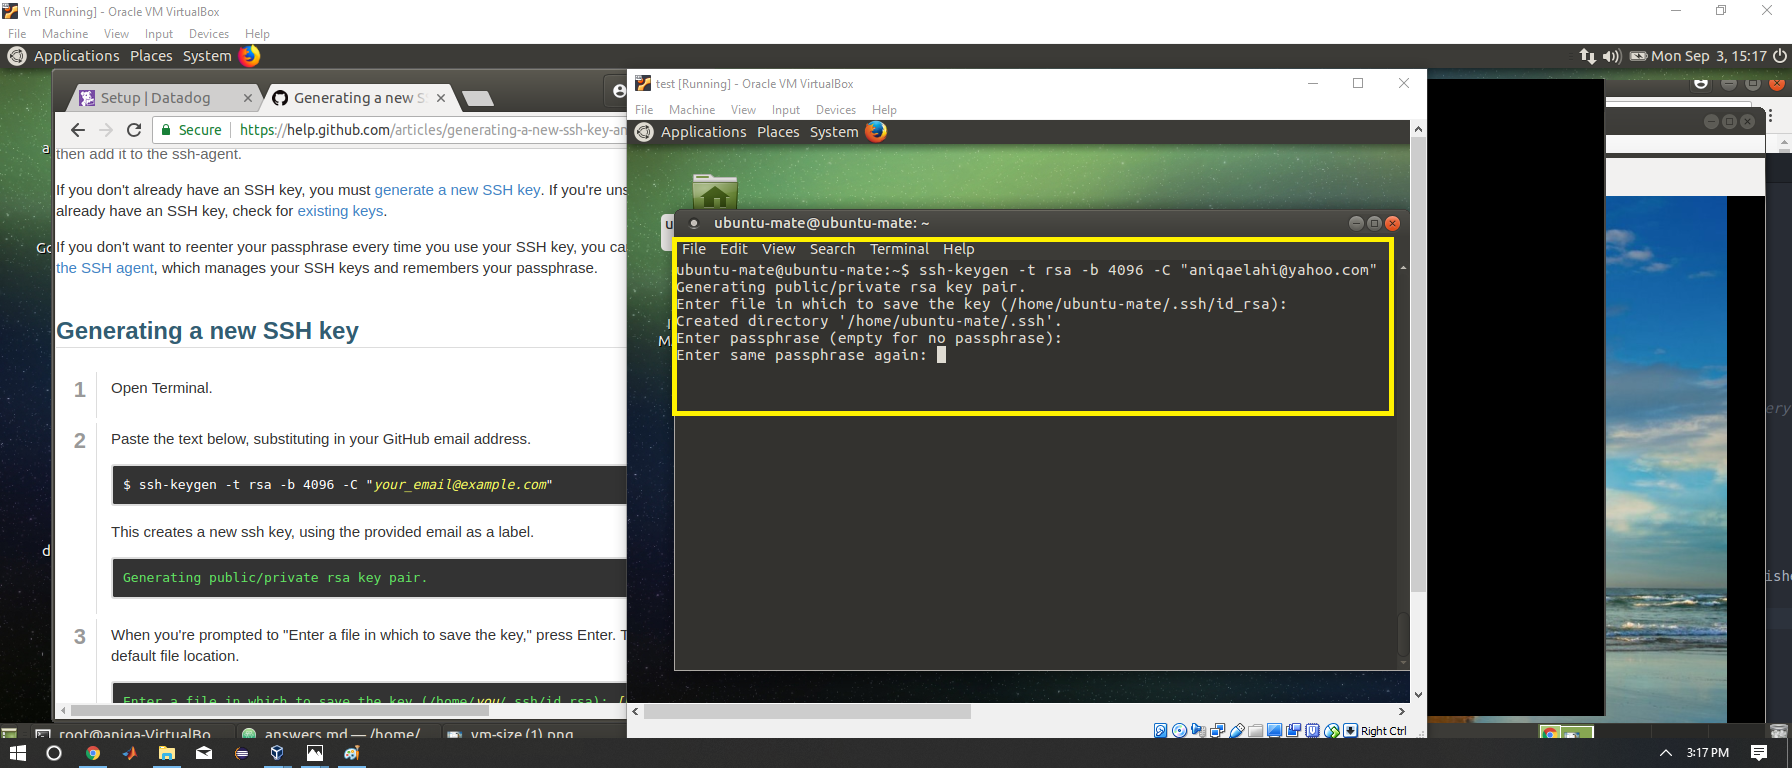 Vm [Running] - Oracle VM VirtualBox
File Machine View Input Devices Help
Applications Places System
Mon Sep 3, 15:17
Setup | Datadog
Generating a new S
Secure https://help.github.com/articles/generating-a-new-ssh-key-an
then add it to the ssh-agent.
If you don't already have an SSH key, you must generate a new SSH key. If you're uns
already have an SSH key, check for existing keys.
If you don't want to reenter your passphrase every time you use your SSH key, you ca
the SSH agent, which manages your SSH keys and remembers your passphrase.
Generating a new SSH key
1 Open Terminal.
2 Paste the text below, substituting in your GitHub email address.
$ ssh-keygen -t rsa -b 4096 -C "your_email@example.com"
This creates a new ssh key, using the provided email as a label.
Generating public/private rsa key pair.
3 When you're prompted to "Enter a file in which to save the key," press Enter. T
default file location.
Enter a file in which to save the key (/home/you/.ssh/id_rsa): [
test [Running] - Oracle VM VirtualBox
File Machine View Input Devices Help
Applications Places System
ubuntu-mate@ubuntu-mate: ~
File Edit View Search Terminal Help
ubuntu-mate@ubuntu-mate:~$ ssh-keygen -t rsa -b 4096 -C "aniqaelahi@yahoo.com"
Generating public/private rsa key pair.
Enter file in which to save the key (/home/ubuntu-mate/.ssh/id_rsa):
Created directory '/home/ubuntu-mate/.ssh'.
Enter passphrase (empty for no passphrase):
Enter same passphrase again:
Right Ctrl
ery
ishe
root@aniqa-VirtualBo
answers.md — /home/
vm-size (1).png
3:17 PM